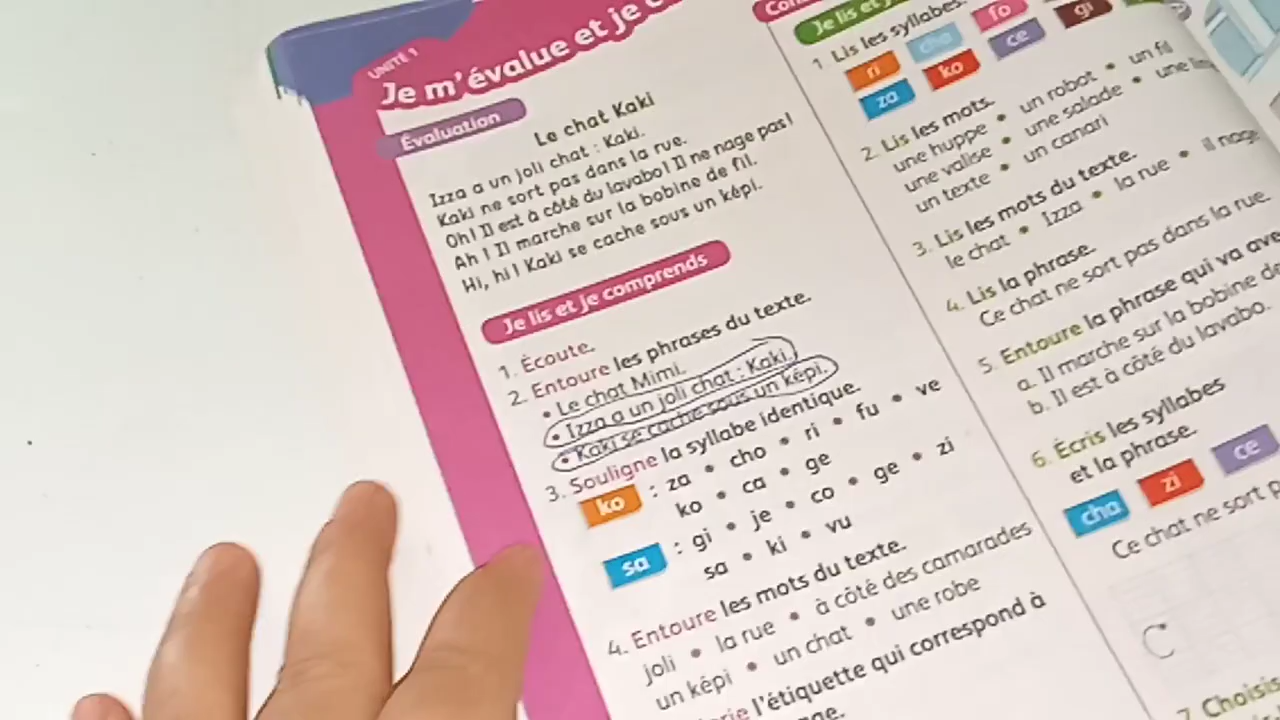 UNITÉ 1
Je m'évalue et je
Évaluation
Le chat Kaki
Izza a un joli chat : Kaki.
Kaki ne sort pas dans la rue.
Oh ! Il est à côté du lavabo ! Il ne nage pas !
Ah ! Il marche sur la bobine de fil.
Hi, hi ! Kaki se cache sous un képi.
Je lis et je comprends
1. Écoute.
2. Entoure les phrases du texte.
• Le chat Mimi.
• Izza a un joli chat : Kaki.
• Kaki se cache sous un képi.
3. Souligne la syllabe identique.
ko : za • cho • ri • fu • ve
ko • ca • ge
sa : gi • je • co • ge • zi
sa • ki • vu
4. Entoure les mots du texte.
joli • la rue • à côté des camarades
un képi • un chat • une robe
l'étiquette qui correspond à
Je lis et
1. Lis les syllabes.
ri cha fo gi
za ko ce
2. Lis les mots.
une huppe • un robot • un fil
une valise • une salade • une
un texte • un canari
3. Lis les mots du texte.
le chat • Izza • la rue • il nage
4. Lis la phrase.
Ce chat ne sort pas dans la rue.
5. Entoure la phrase qui va
a. Il marche sur la bobine
b. Il est à côté du lavabo.
6. Écris les syllabes
et la phrase.
cha zi ce
Ce chat ne sort
C
7. Choisis